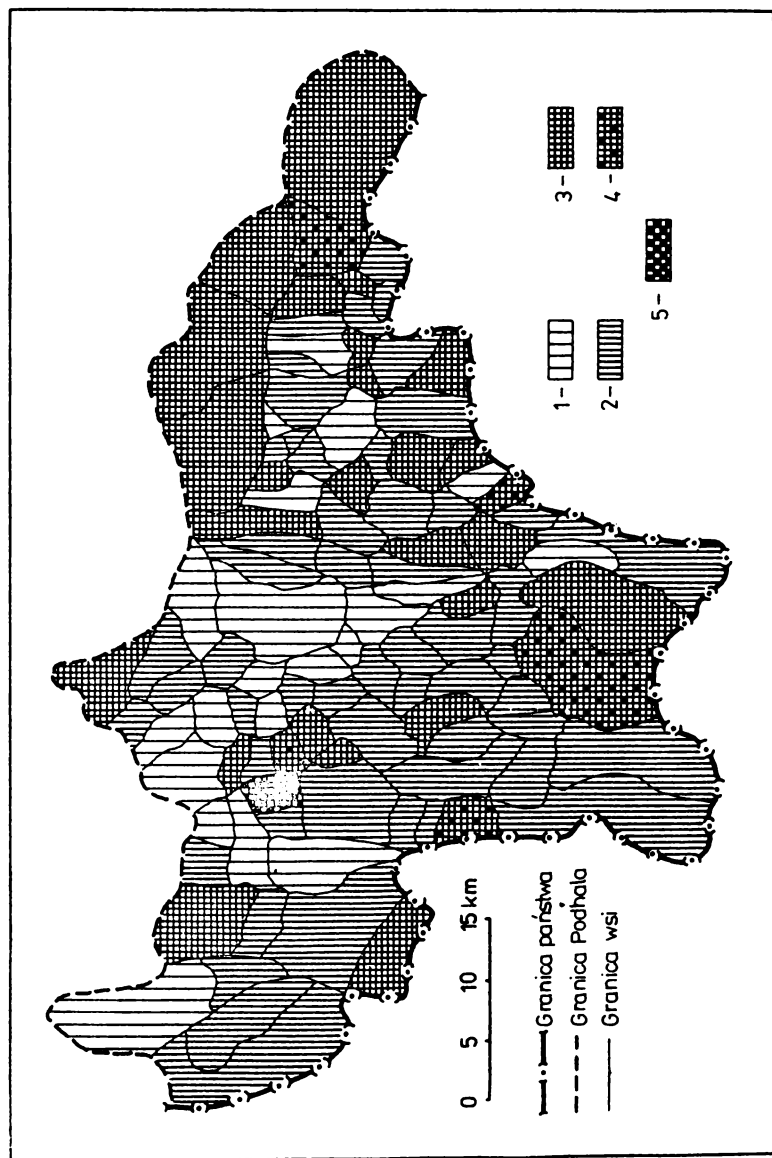 0 5 10 15 km
Granica państwa
Granica Podhala
Granica wsi
1-
2-
3-
4-
5-